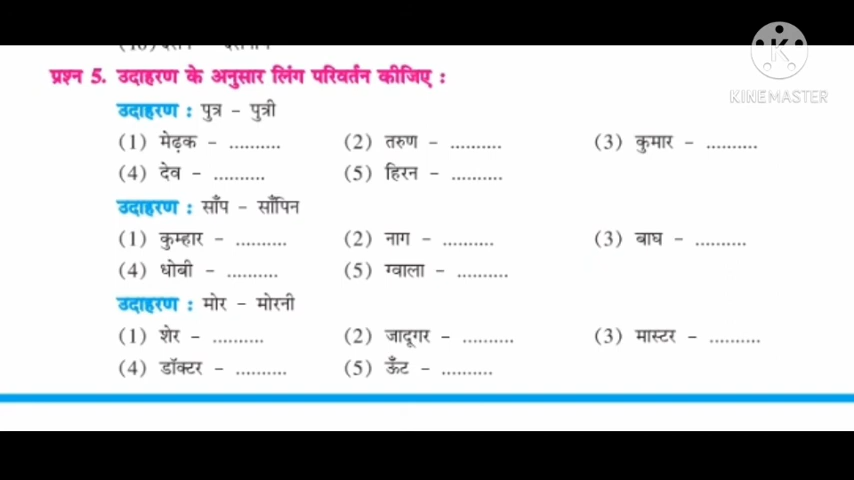 KINEMASTER
प्रश्न 5. उदाहरण के अनुसार लिंग परिवर्तन कीजिए :
उदाहरण : पुत्र - पुत्री
(1) मेढ़क - .......... (2) तरुण - .......... (3) कुमार - ..........
(4) देव - .......... (5) हिरन - ..........
उदाहरण : साँप - साँपिन
(1) कुम्हार - .......... (2) नाग - .......... (3) बाघ - ..........
(4) धोबी - .......... (5) ग्वाला - ..........
उदाहरण : मोर - मोरनी
(1) शेर - .......... (2) जादूगर - .......... (3) मास्टर - ..........
(4) डॉक्टर - .......... (5) ऊँट - ..........